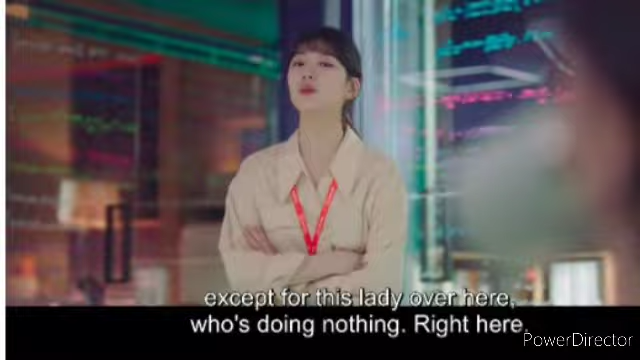 except for this lady over here,
who's doing nothing. Right here.
PowerDirector